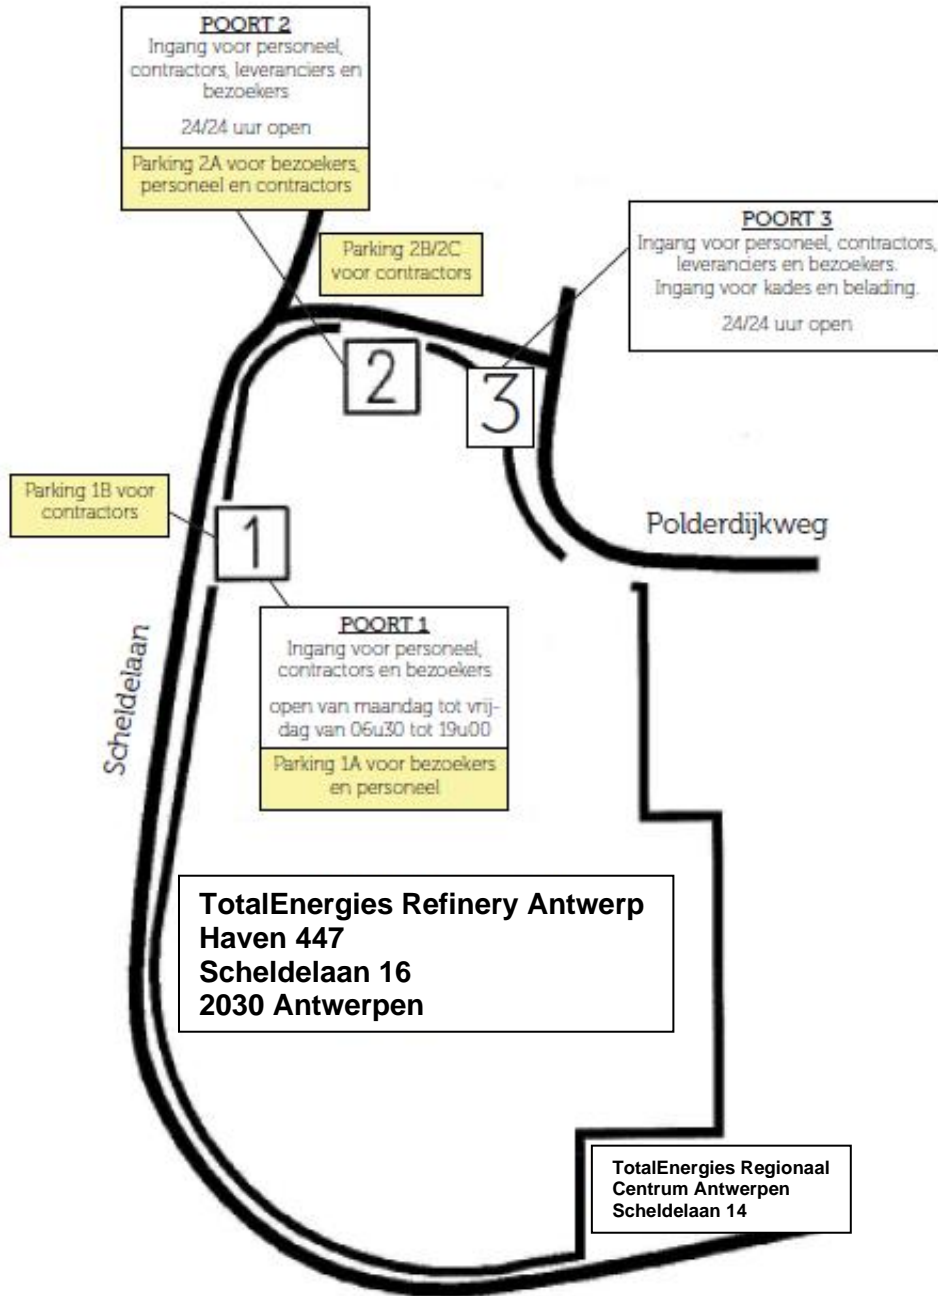 POORT 2
Ingang voor personeel,
contractors, leveranciers en
bezoekers
24/24 uur open
Parking 2A voor bezoekers,
personeel en contractors
Parking 2B/2C
voor contractors
POORT 3
Ingang voor personeel, contractors,
leveranciers en bezoekers.
Ingang voor kades en belading.
24/24 uur open
2
3
Parking 1B voor
contractors
1
Polderdijkweg
POORT 1
Ingang voor personeel,
contractors en bezoekers
open van maandag tot vrij-
dag van 06u30 tot 19u00
Parking 1A voor bezoekers
en personeel
Scheldelaan
TotalEnergies Refinery Antwerp
Haven 447
Scheldelaan 16
2030 Antwerpen
TotalEnergies Regionaal
Centrum Antwerpen
Scheldelaan 14